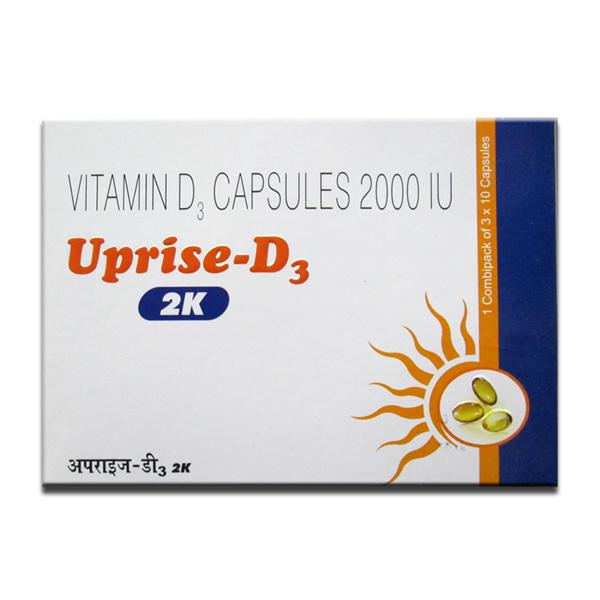 VITAMIN D3 CAPSULES 2000 IU
Uprise-D3
2K
अपराइज-डी3 2K
1 Combipack of 3 x 10 Capsules